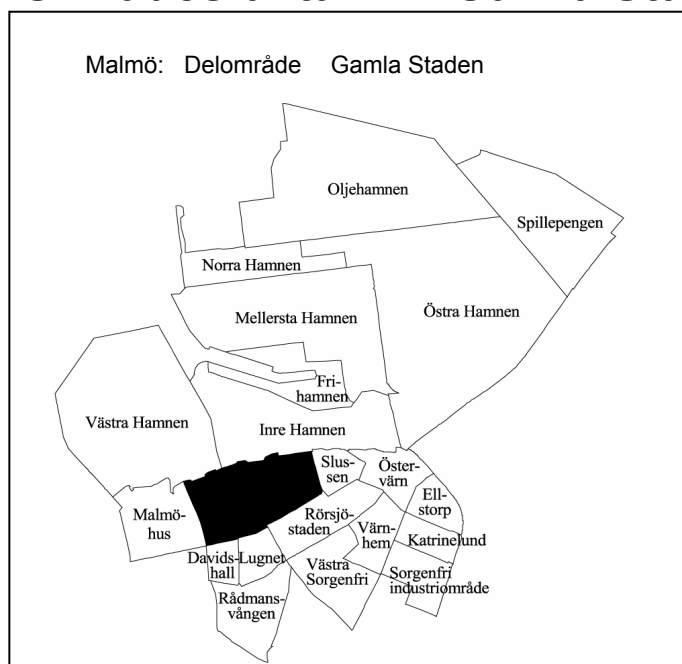 Malmö: Delområde Gamla Staden
Oljehamnen
Spillepengen
Norra Hamnen
Östra Hamnen
Mellersta Hamnen
Fri-
hamnen
Västra Hamnen
Inre Hamnen
Slus-
sen
Öster-
värn
Ell-
storp
Malmö-
hus
Rörsjö-
staden
Värn-
hem
Katrinelund
Davids-
hall
Lugnet
Västra
Sorgenfri
Sorgenfri
industriområde
Rådmans-
vången